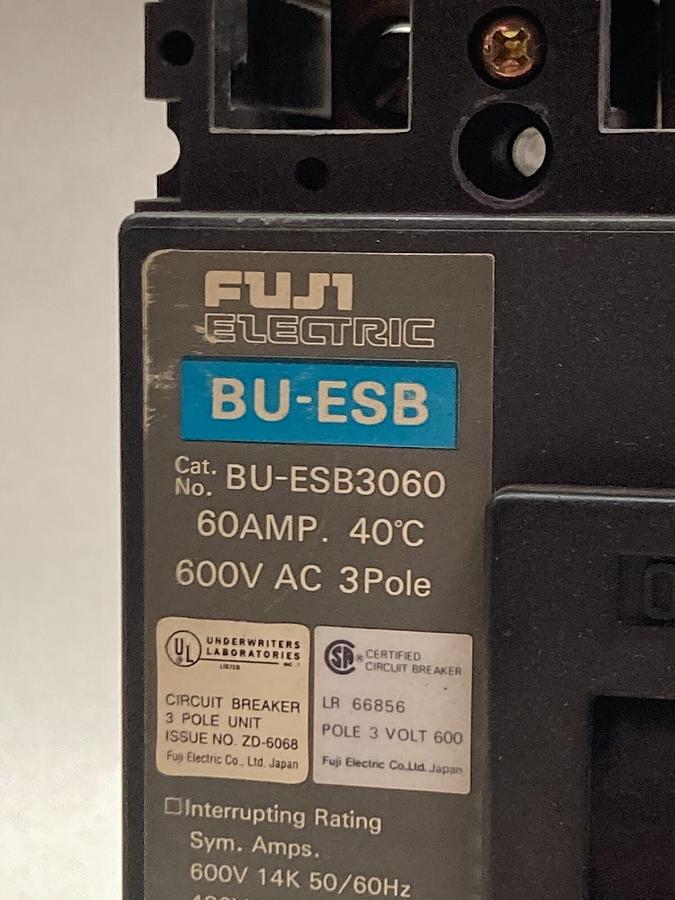 FUJI
ELECTRIC
BU-ESB
Cat.
No. BU-ESB3060
60AMP. 40°C
600V AC 3Pole
UL® UNDERWRITERS
LABORATORIES
LISTED INC.
CIRCUIT BREAKER
3 POLE UNIT
ISSUE NO. ZD-6068
Fuji Electric Co., Ltd. Japan
SA® CERTIFIED
CIRCUIT BREAKER
LR 66856
POLE 3 VOLT 600
Fuji Electric Co.,Ltd. Japan
□Interrupting Rating
Sym. Amps.
600V 14K 50/60Hz